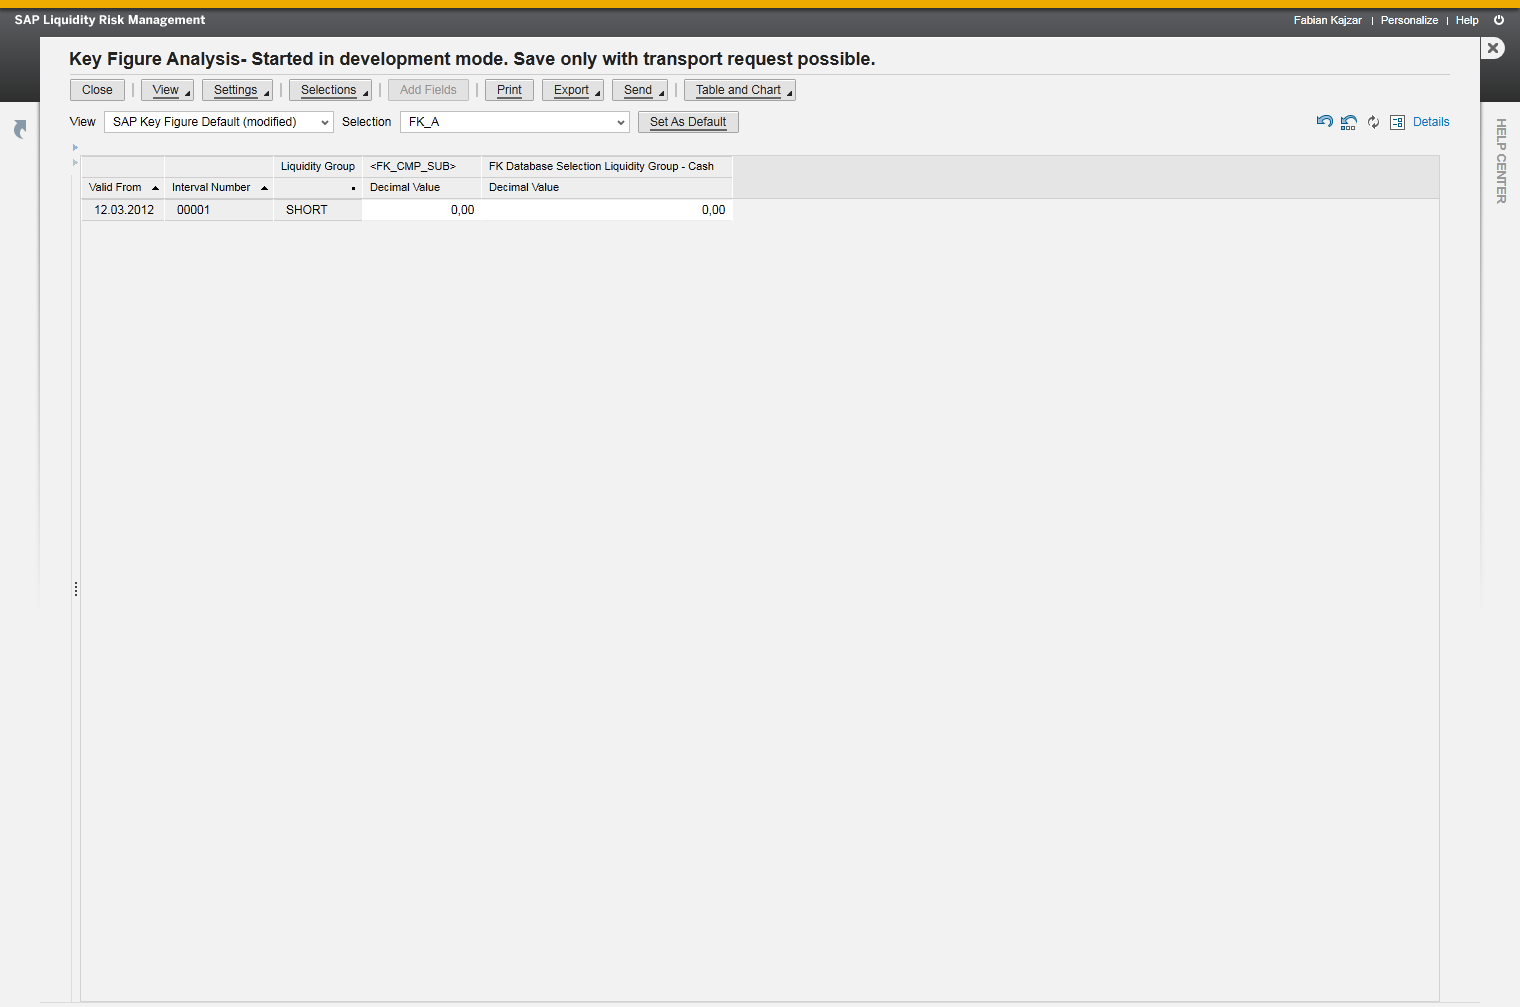 SAP Liquidity Risk Management
Fabian Kajzar | Personalize | Help
Key Figure Analysis- Started in development mode. Save only with transport request possible.
Close | View Settings | Selections | Add Fields | Print Export Send | Table and Chart
View SAP Key Figure Default (modified) Selection FK_A Set As Default Details
Liquidity Group <FK_CMP_SUB> FK Database Selection Liquidity Group - Cash
Valid From Interval Number Decimal Value Decimal Value
12.03.2012 00001 SHORT 0,00 0,00
HELP CENTER